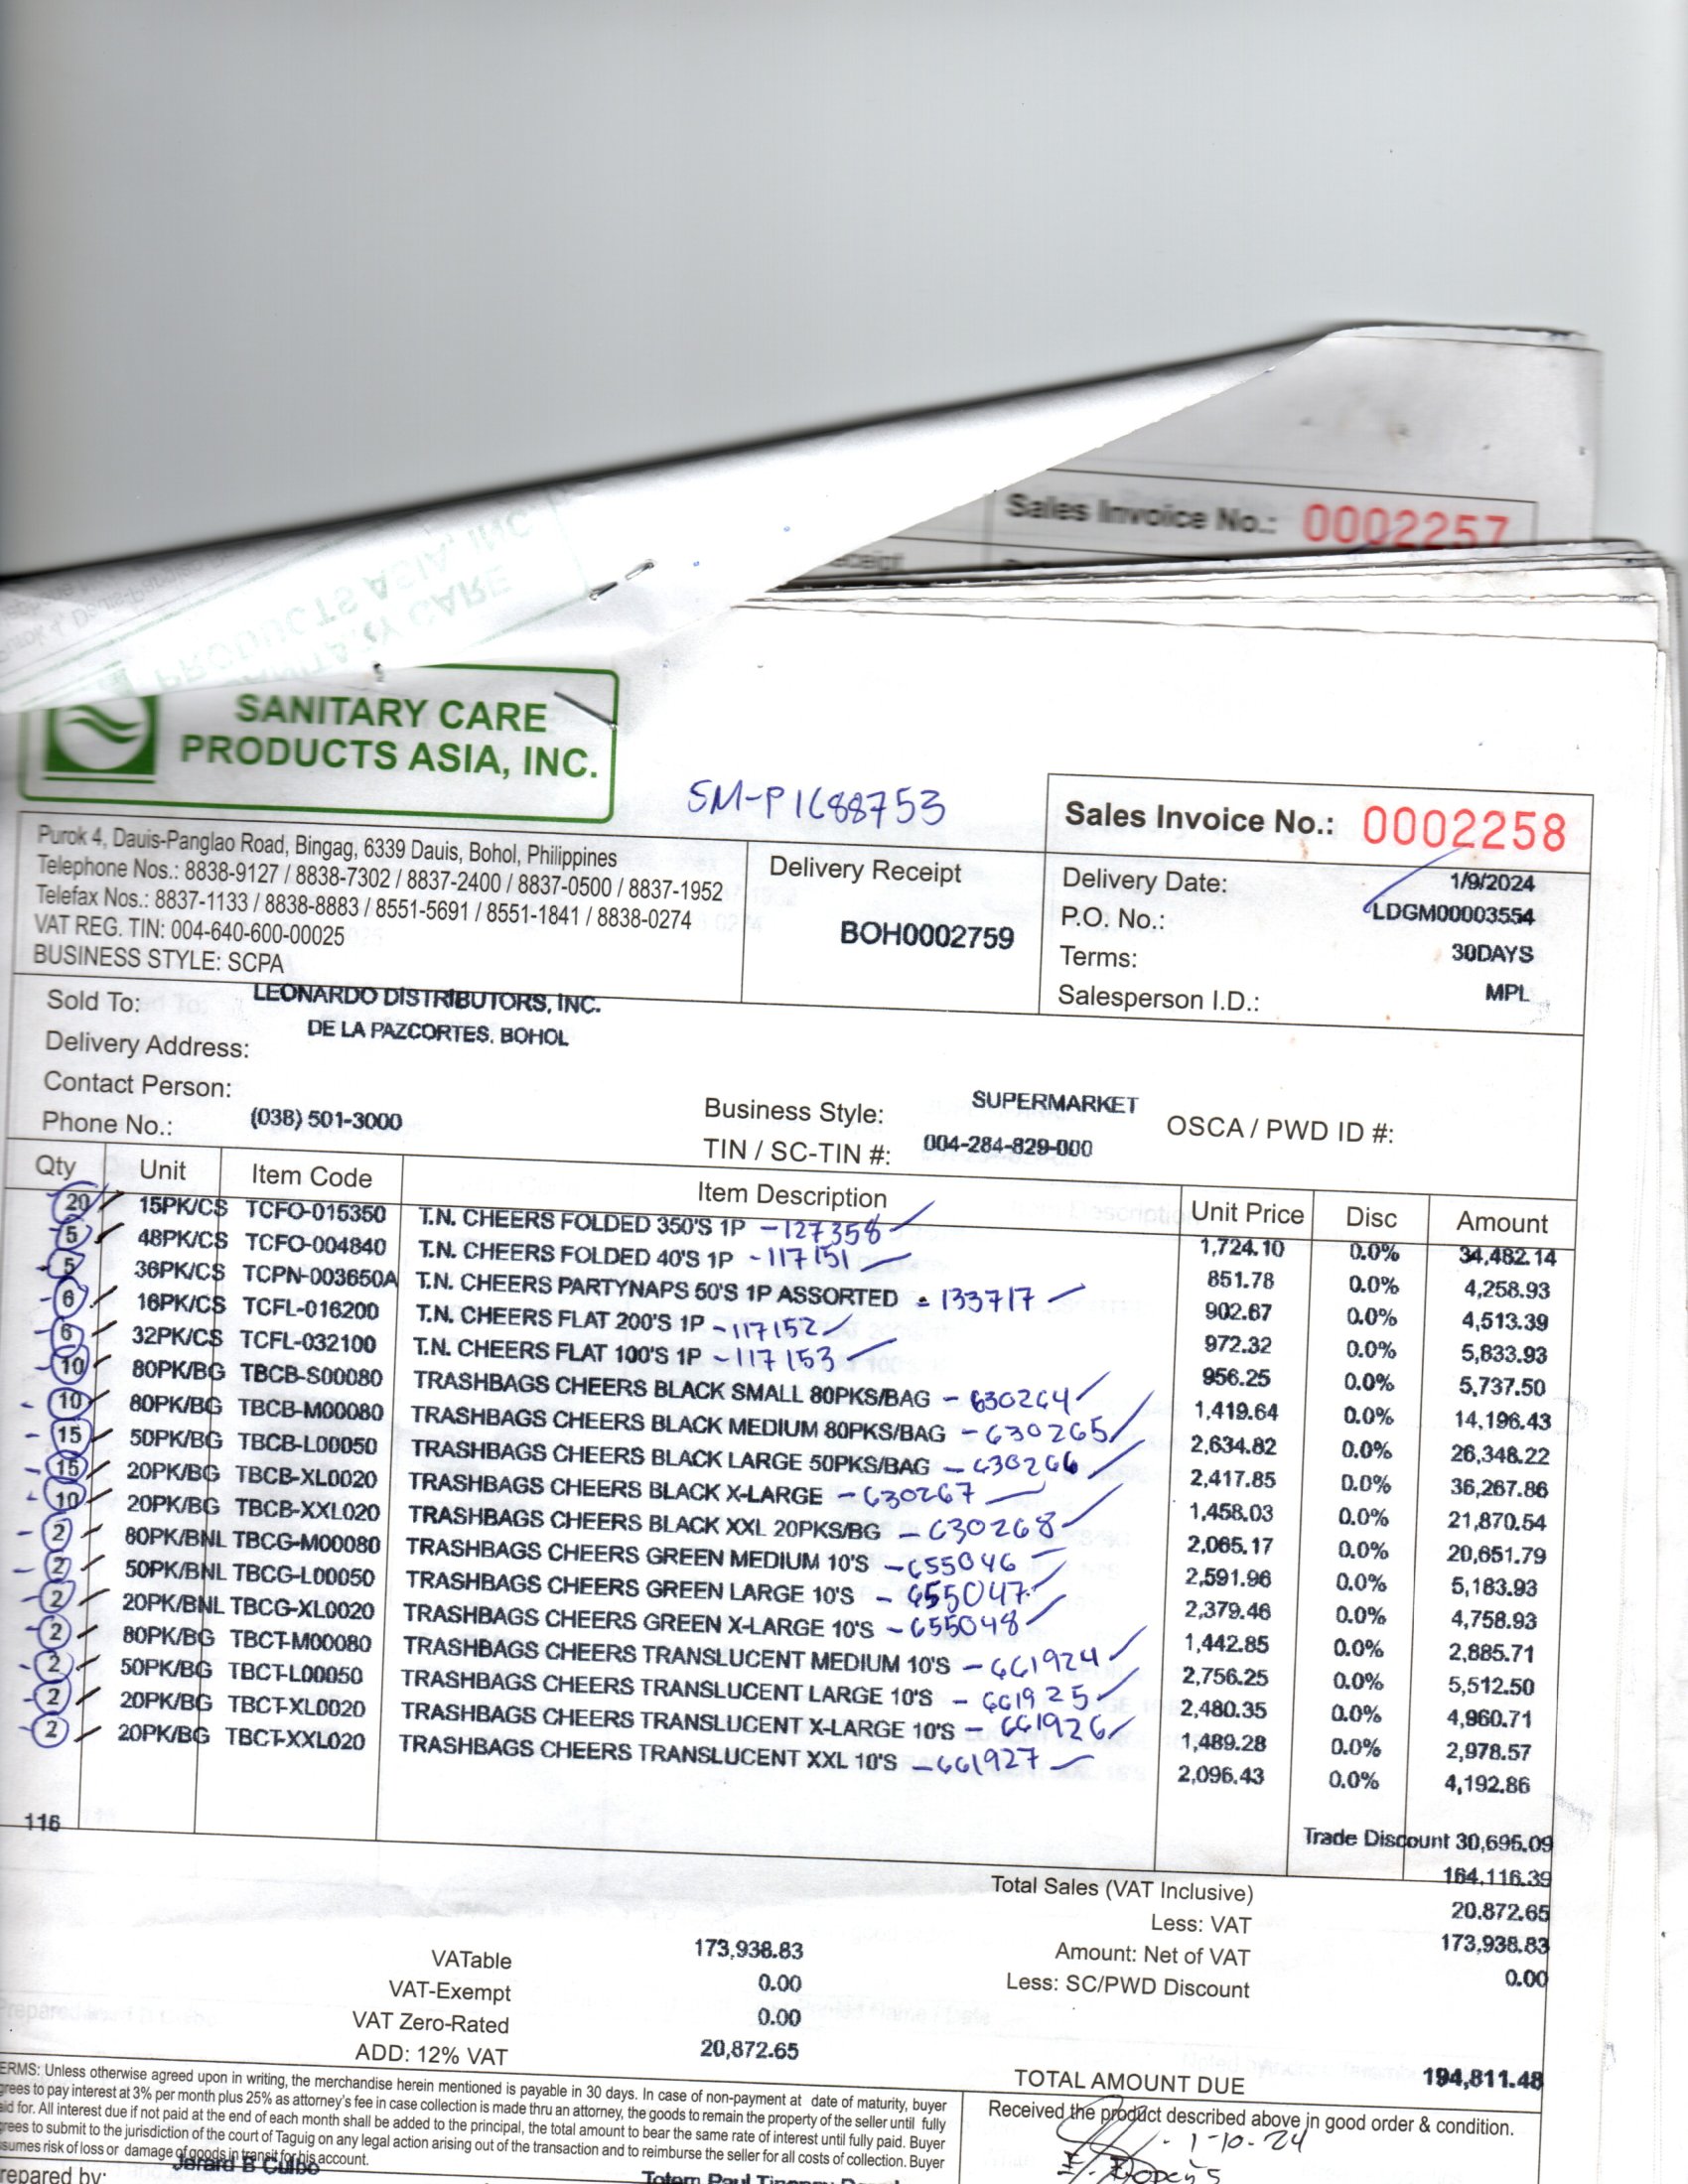 Sales Invoice No.: 0002257
SANITARY CARE
PRODUCTS ASIA, INC.
SM-P1688753
Sales Invoice No.: 0002258
Purok 4, Dauis-Panglao Road, Bingag, 6339 Dauis, Bohol, Philippines
Telephone Nos.: 8838-9127 / 8838-7302 / 8837-2400 / 8837-0500 / 8837-1952
Telefax Nos.: 8837-1133 / 8838-8883 / 8551-5691 / 8551-1841 / 8838-0274
VAT REG. TIN: 004-640-600-00025
BUSINESS STYLE: SCPA
Delivery Receipt
BOH0002759
Delivery Date: 1/9/2024
P.O. No.: LDGM00003554
Terms: 30DAYS
Salesperson I.D.: MPL
Sold To: LEONARDO DISTRIBUTORS, INC.
DE LA PAZCORTES. BOHOL
Delivery Address:
Contact Person:
Phone No.: (038) 501-3000
Business Style: SUPERMARKET
TIN / SC-TIN #: 004-284-829-000
OSCA / PWD ID #:
Qty Unit Item Code Item Description Unit Price Disc Amount
20 15PK/CS TCFO-015350 T.N. CHEERS FOLDED 350'S 1P - 127358 1,724.10 0.0% 34,482.14
5 48PK/CS TCFO-004840 T.N. CHEERS FOLDED 40'S 1P - 117151 851.78 0.0% 4,258.93
5 36PK/CS TCPN-003650A T.N. CHEERS PARTYNAPS 50'S 1P ASSORTED - 133717 902.67 0.0% 4,513.39
6 16PK/CS TCFL-016200 T.N. CHEERS FLAT 200'S 1P - 117152 972.32 0.0% 5,833.93
6 32PK/CS TCFL-032100 T.N. CHEERS FLAT 100'S 1P - 117153 956.25 0.0% 5,737.50
10 80PK/BG TBCB-S00080 TRASHBAGS CHEERS BLACK SMALL 80PKS/BAG - 630264 1,419.64 0.0% 14,196.43
10 80PK/BG TBCB-M00080 TRASHBAGS CHEERS BLACK MEDIUM 80PKS/BAG - 630265 2,634.82 0.0% 26,348.22
15 50PK/BG TBCB-L00050 TRASHBAGS CHEERS BLACK LARGE 50PKS/BAG - 630266 2,417.85 0.0% 36,267.86
15 20PK/BG TBCB-XL0020 TRASHBAGS CHEERS BLACK X-LARGE - 630267 1,458.03 0.0% 21,870.54
10 20PK/BG TBCB-XXL020 TRASHBAGS CHEERS BLACK XXL 20PKS/BG - 630268 2,065.17 0.0% 20,651.79
2 80PK/BNL TBCG-M00080 TRASHBAGS CHEERS GREEN MEDIUM 10'S - 655046 2,591.96 0.0% 5,183.93
2 50PK/BNL TBCG-L00050 TRASHBAGS CHEERS GREEN LARGE 10'S - 655047 2,379.46 0.0% 4,758.93
2 20PK/BNL TBCG-XL0020 TRASHBAGS CHEERS GREEN X-LARGE 10'S - 655048 1,442.85 0.0% 2,885.71
2 80PK/BG TBCT-M00080 TRASHBAGS CHEERS TRANSLUCENT MEDIUM 10'S - 661924 2,756.25 0.0% 5,512.50
2 50PK/BG TBCT-L00050 TRASHBAGS CHEERS TRANSLUCENT LARGE 10'S - 661925 2,480.35 0.0% 4,960.71
2 20PK/BG TBCT-XL0020 TRASHBAGS CHEERS TRANSLUCENT X-LARGE 10'S - 661926 1,489.28 0.0% 2,978.57
2 20PK/BG TBCT-XXL020 TRASHBAGS CHEERS TRANSLUCENT XXL 10'S - 661927 2,096.43 0.0% 4,192.86
116
Trade Discount 30,695.09
164,116.39
Total Sales (VAT Inclusive)
Less: VAT 20.872.65
Amount: Net of VAT 173,938.83
Less: SC/PWD Discount 0.00
VATable 173,938.83
VAT-Exempt 0.00
VAT Zero-Rated 0.00
ADD: 12% VAT 20,872.65
TOTAL AMOUNT DUE 194,811.48
ERMS: Unless otherwise agreed upon in writing, the merchandise herein mentioned is payable in 30 days. In case of non-payment at date of maturity, buyer
grees to pay interest at 3% per month plus 25% as attorney's fee in case collection is made thru an attorney, the goods to remain the property of the seller until fully
aid for. All interest due if not paid at the end of each month shall be added to the principal, the total amount to bear the same rate of interest until fully paid. Buyer
grees to submit to the jurisdiction of the court of Taguig on any legal action arising out of the transaction and to reimburse the seller for all costs of collection. Buyer
sumes risk of loss or damage of goods in transit for his account.
Received the product described above in good order & condition.
1-10-24
repared by: Jerard B Culbo